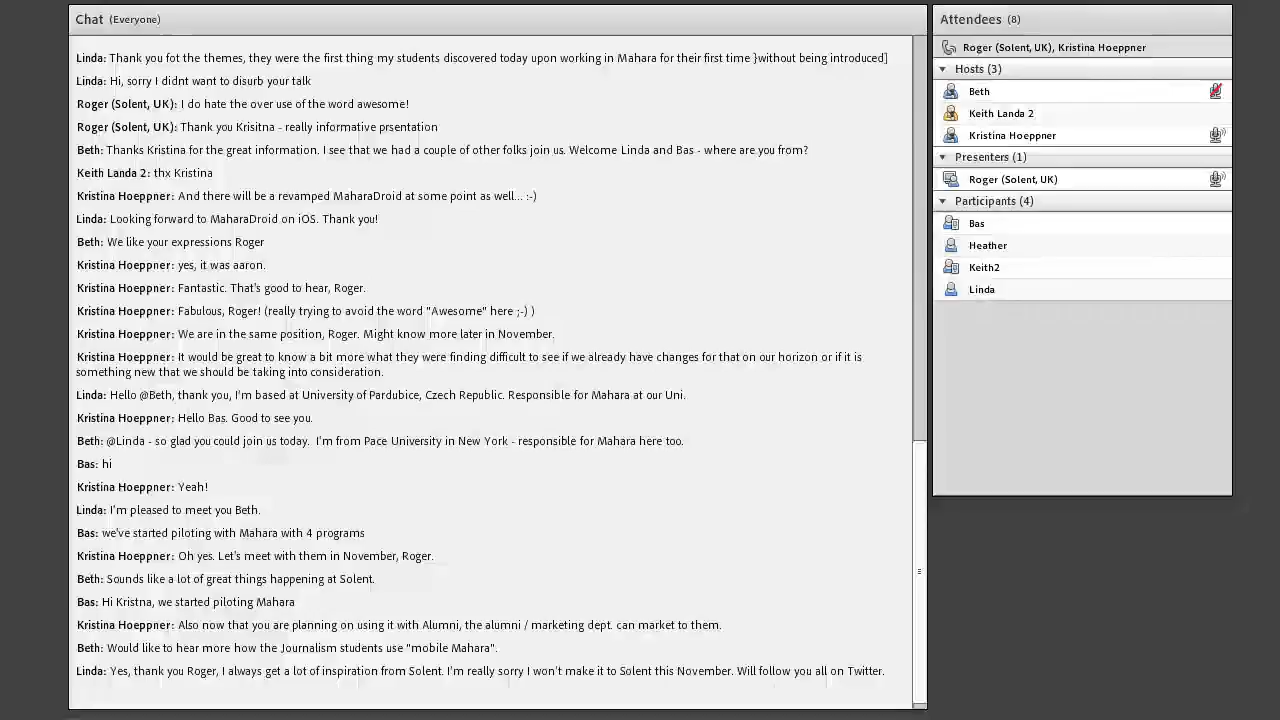 Chat (Everyone)
Linda: Thank you fot the themes, they were the first thing my students discovered today upon working in Mahara for their first time }without being introduced]
Linda: Hi, sorry I didnt want to disurb your talk
Roger (Solent, UK): I do hate the over use of the word awesome!
Roger (Solent, UK): Thank you Krisitna - really informative prsentation
Beth: Thanks Kristina for the great information. I see that we had a couple of other folks join us. Welcome Linda and Bas - where are you from?
Keith Landa 2: thx Kristina
Kristina Hoeppner: And there will be a revamped MaharaDroid at some point as well... :-)
Linda: Looking forward to MaharaDroid on iOS. Thank you!
Beth: We like your expressions Roger
Kristina Hoeppner: yes, it was aaron.
Kristina Hoeppner: Fantastic. That's good to hear, Roger.
Kristina Hoeppner: Fabulous, Roger! (really trying to avoid the word "Awesome" here ;-) )
Kristina Hoeppner: We are in the same position, Roger. Might know more later in November.
Kristina Hoeppner: It would be great to know a bit more what they were finding difficult to see if we already have changes for that on our horizon or if it is
something new that we should be taking into consideration.
Linda: Hello @Beth, thank you, I'm based at University of Pardubice, Czech Republic. Responsible for Mahara at our Uni.
Kristina Hoeppner: Hello Bas. Good to see you.
Beth: @Linda - so glad you could join us today. I'm from Pace University in New York - responsible for Mahara here too.
Bas: hi
Kristina Hoeppner: Yeah!
Linda: I'm pleased to meet you Beth.
Bas: we've started piloting with Mahara with 4 programs
Kristina Hoeppner: Oh yes. Let's meet with them in November, Roger.
Beth: Sounds like a lot of great things happening at Solent.
Bas: Hi Kristna, we started piloting Mahara
Kristina Hoeppner: Also now that you are planning on using it with Alumni, the alumni / marketing dept. can market to them.
Beth: Would like to hear more how the Journalism students use "mobile Mahara".
Linda: Yes, thank you Roger, I always get a lot of inspiration from Solent. I'm really sorry I won't make it to Solent this November. Will follow you all on Twitter.
Attendees (8)
Roger (Solent, UK), Kristina Hoeppner
Hosts (3)
Beth
Keith Landa 2
Kristina Hoeppner
Presenters (1)
Roger (Solent, UK)
Participants (4)
Bas
Heather
Keith2
Linda